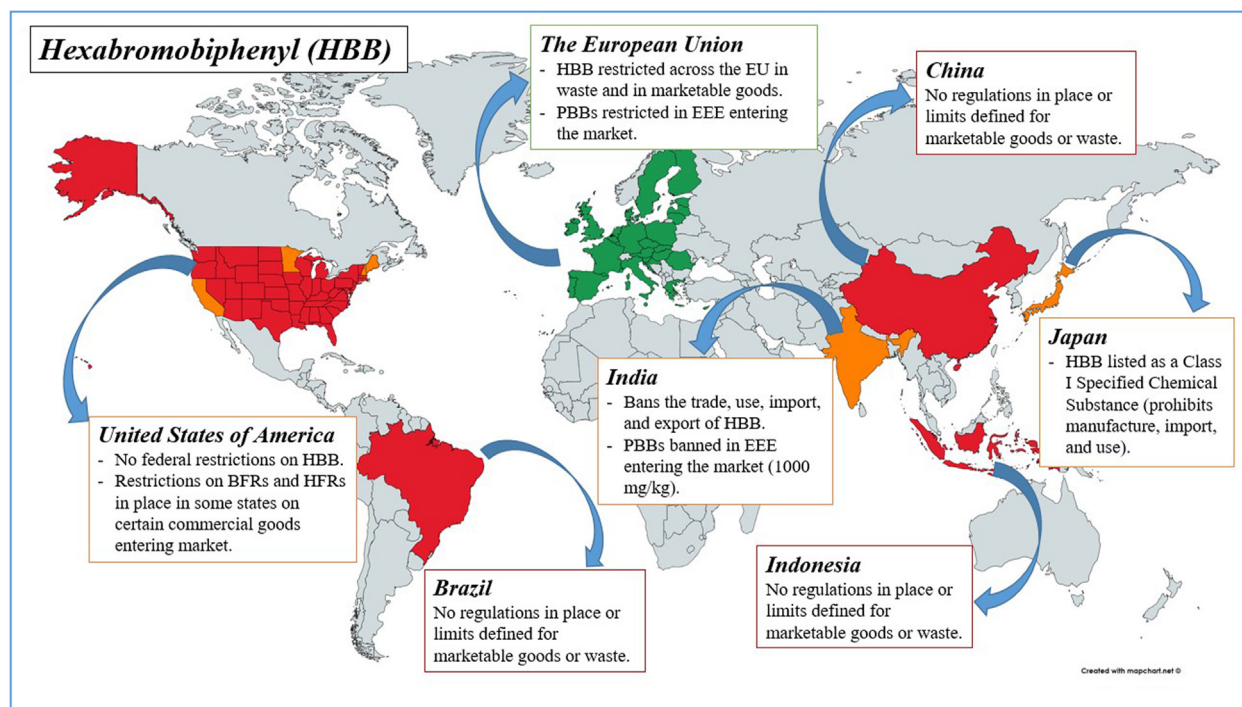 Hexabromobiphenyl (HBB)
The European Union
- HBB restricted across the EU in
waste and in marketable goods.
- PBBs restricted in EEE entering
the market.
China
No regulations in place or
limits defined for
marketable goods or waste.
United States of America
- No federal restrictions on HBB.
- Restrictions on BFRs and HFRs
in place in some states on
certain commercial goods
entering market.
India
- Bans the trade, use, import,
and export of HBB.
- PBBs banned in EEE
entering the market (1000
mg/kg).
Japan
- HBB listed as a Class
I Specified Chemical
Substance (prohibits
manufacture, import,
and use).
Brazil
No regulations in place or
limits defined for
marketable goods or waste.
Indonesia
No regulations in place or
limits defined for
marketable goods or waste.
Created with mapchart.net ©